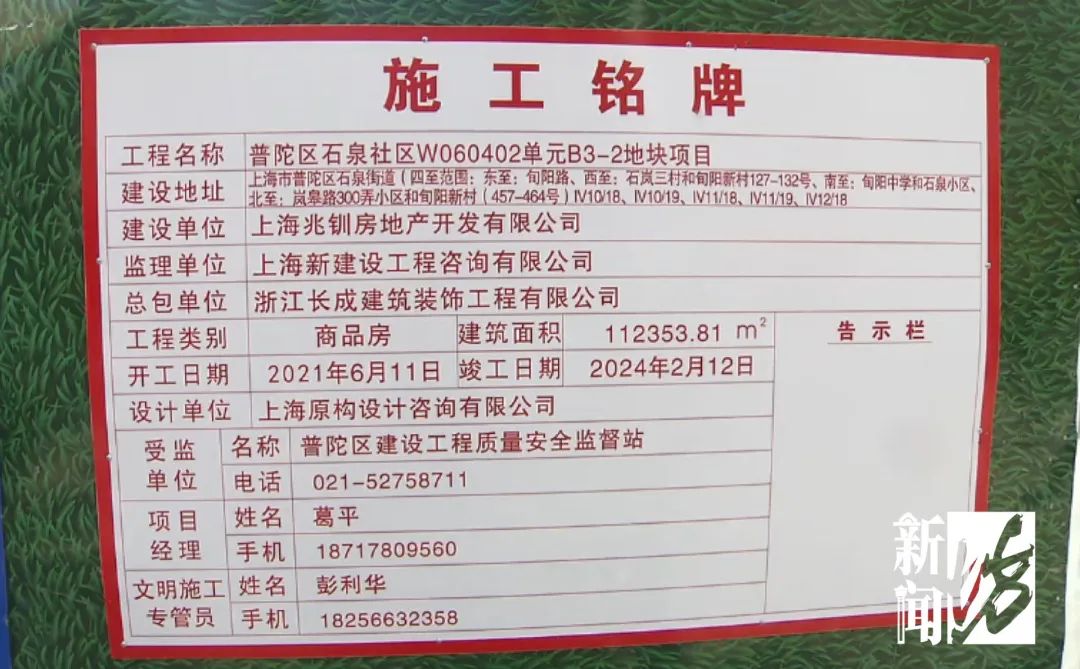 施工铭牌
工程名称 普陀区石泉社区W060402单元B3-2地块项目
建设地址 上海市普陀区石泉街道（四至范围：东至：旬阳路、西至：石岚三村和旬阳新村127-132号、南至：旬阳中学和石泉小区、
北至：岚皋路300弄小区和旬阳新村（457-464号）IV10/18、IV10/19、IV11/18、IV11/19、IV12/18
建设单位 上海兆钏房地产开发有限公司
监理单位 上海新建设工程咨询有限公司
总包单位 浙江长成建筑装饰工程有限公司
工程类别 商品房 建筑面积 112353.81 m² 告示栏
开工日期 2021年6月11日 竣工日期 2024年2月12日
设计单位 上海原构设计咨询有限公司
受监单位 名称 普陀区建设工程质量安全监督站
电话 021-52758711
项目经理 姓名 葛平
手机 18717809560
文明施工专管员 姓名 彭利华
手机 18256632358
新闻坊